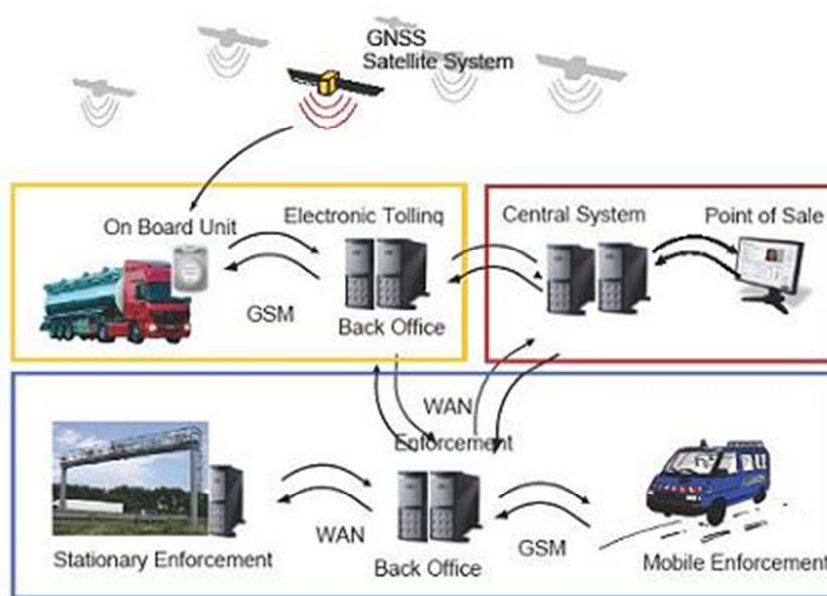 GNSS
Satellite System
On Board Unit
Electronic Tolling
GSM
Back Office
Central System
Point of Sale
WAN
Enforcement
Stationary Enforcement
WAN
Back Office
GSM
Mobile Enforcement